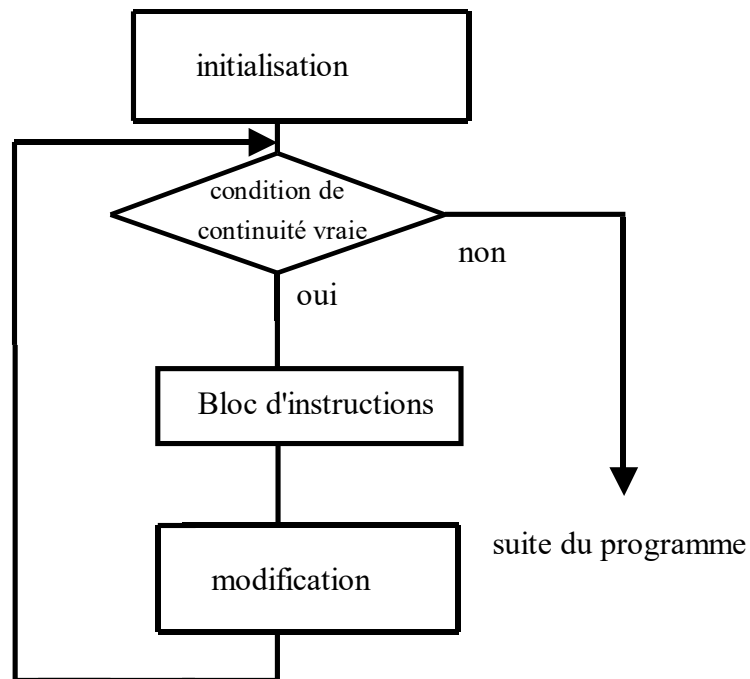 initialisation
condition de
continuité vraie
non
oui
Bloc d'instructions
suite du programme
modification